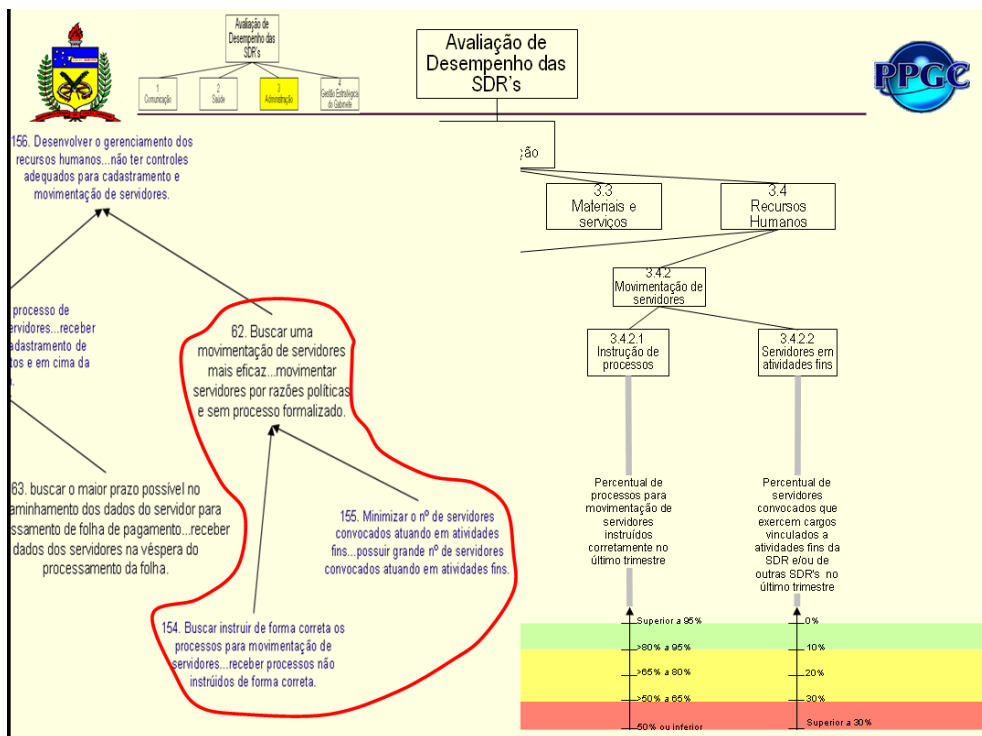 Avaliação de
Desempenho das
SDR's
1
Comunicação
2
Saúde
3
Administração
4
Gestão Estratégica
do Gabinete
Avaliação de
Desempenho das
SDR's
PPGC
156. Desenvolver o gerenciamento dos
recursos humanos...não ter controles
adequados para cadastramento e
movimentação de servidores.
ção
3.3
Materiais e
serviços
3.4
Recursos
Humanos
3.4.2
Movimentação de
servidores
processo de
ervidores...receber
adastramento de
tos e em cima da
a.
62. Buscar uma
movimentação de servidores
mais eficaz...movimentar
servidores por razões políticas
e sem processo formalizado.
3.4.2.1
Instrução de
processos
3.4.2.2
Servidores em
atividades fins
63. buscar o maior prazo possível no
aminhamento dos dados do servidor para
ssamento de folha de pagamento...receber
dados dos servidores na véspera do
processamento da folha.
155. Minimizar o nº de servidores
convocados atuando em atividades
fins...possuir grande nº de servidores
convocados atuando em atividades fins.
154. Buscar instruir de forma correta os
processos para movimentação de
servidores...receber processos não
instrúidos de forma correta.
Percentual de
processos para
movimentação de
servidores
instruídos
corretamente no
último trimestre
Percentual de
servidores
convocados que
exercem cargos
vinculados a
atividades fins da
SDR e/ou de
outras SDR's no
último trimestre
Superior a 95%
>80% a 95%
>65% a 80%
>50% a 65%
50% ou inferior
0%
10%
20%
30%
Superior a 30%